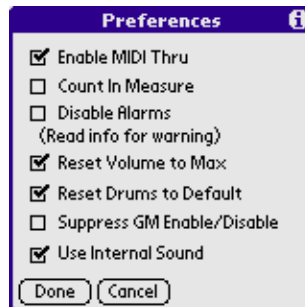 Preferences i
Enable MIDI Thru
Count In Measure
Disable Alarms
(Read info for warning)
Reset Volume to Max
Reset Drums to Default
Suppress GM Enable/Disable
Use Internal Sound
Done Cancel